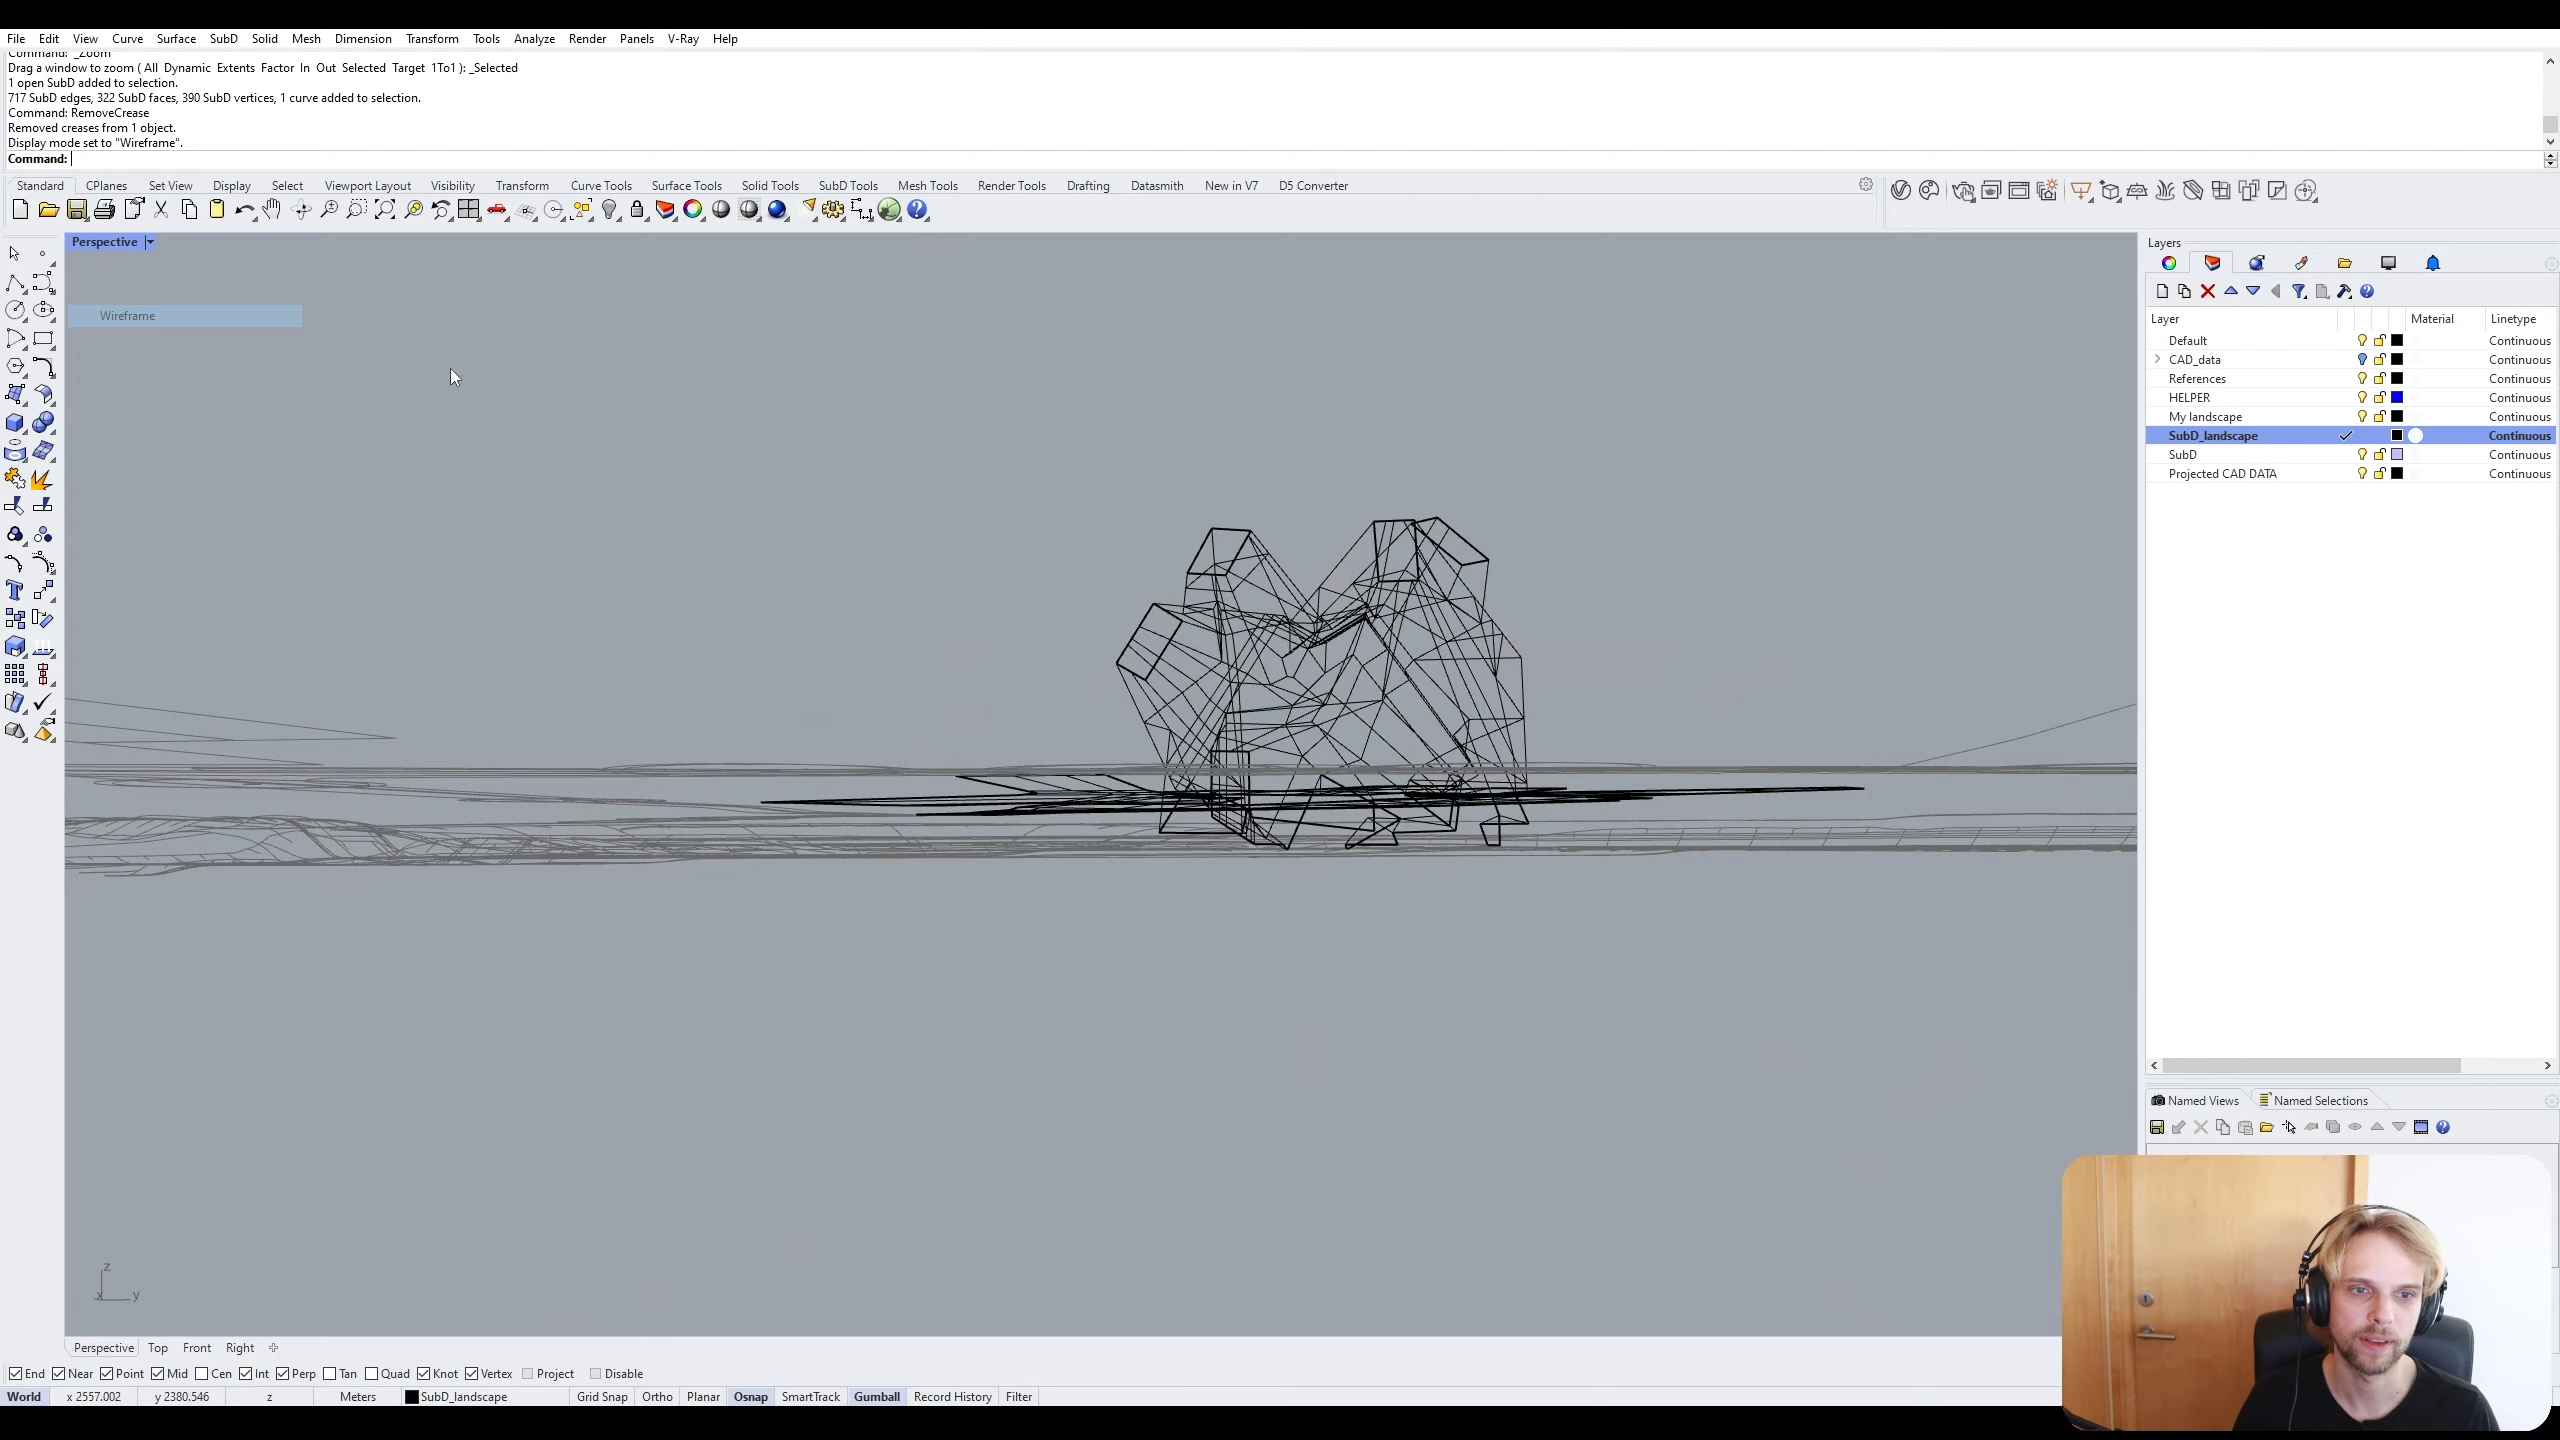 File Edit View Curve Surface SubD Solid Mesh Dimension Transform Tools Analyze Render Panels V-Ray Help
Command: _Zoom
Drag a window to zoom ( All Dynamic Extents Factor In Out Selected Target 1To1 ): _Selected
1 open SubD added to selection.
717 SubD edges, 322 SubD faces, 390 SubD vertices, 1 curve added to selection.
Command: RemoveCrease
Removed creases from 1 object.
Display mode set to "Wireframe".
Command:
Standard CPlanes Set View Display Select Viewport Layout Visibility Transform Curve Tools Surface Tools Solid Tools SubD Tools Mesh Tools Render Tools Drafting Datasmith New in V7 D5 Converter
Perspective
Wireframe
Layers
Layer Material Linetype
Default Continuous
CAD_data Continuous
References Continuous
HELPER Continuous
My landscape Continuous
SubD_landscape Continuous
SubD Continuous
Projected CAD DATA Continuous
Named Views Named Selections
z
x y
Perspective Top Front Right
End Near Point Mid Cen Int Perp Tan Quad Knot Vertex Project Disable
World x 2557.002 y 2380.546 z Meters SubD_landscape Grid Snap Ortho Planar Osnap SmartTrack Gumball Record History Filter